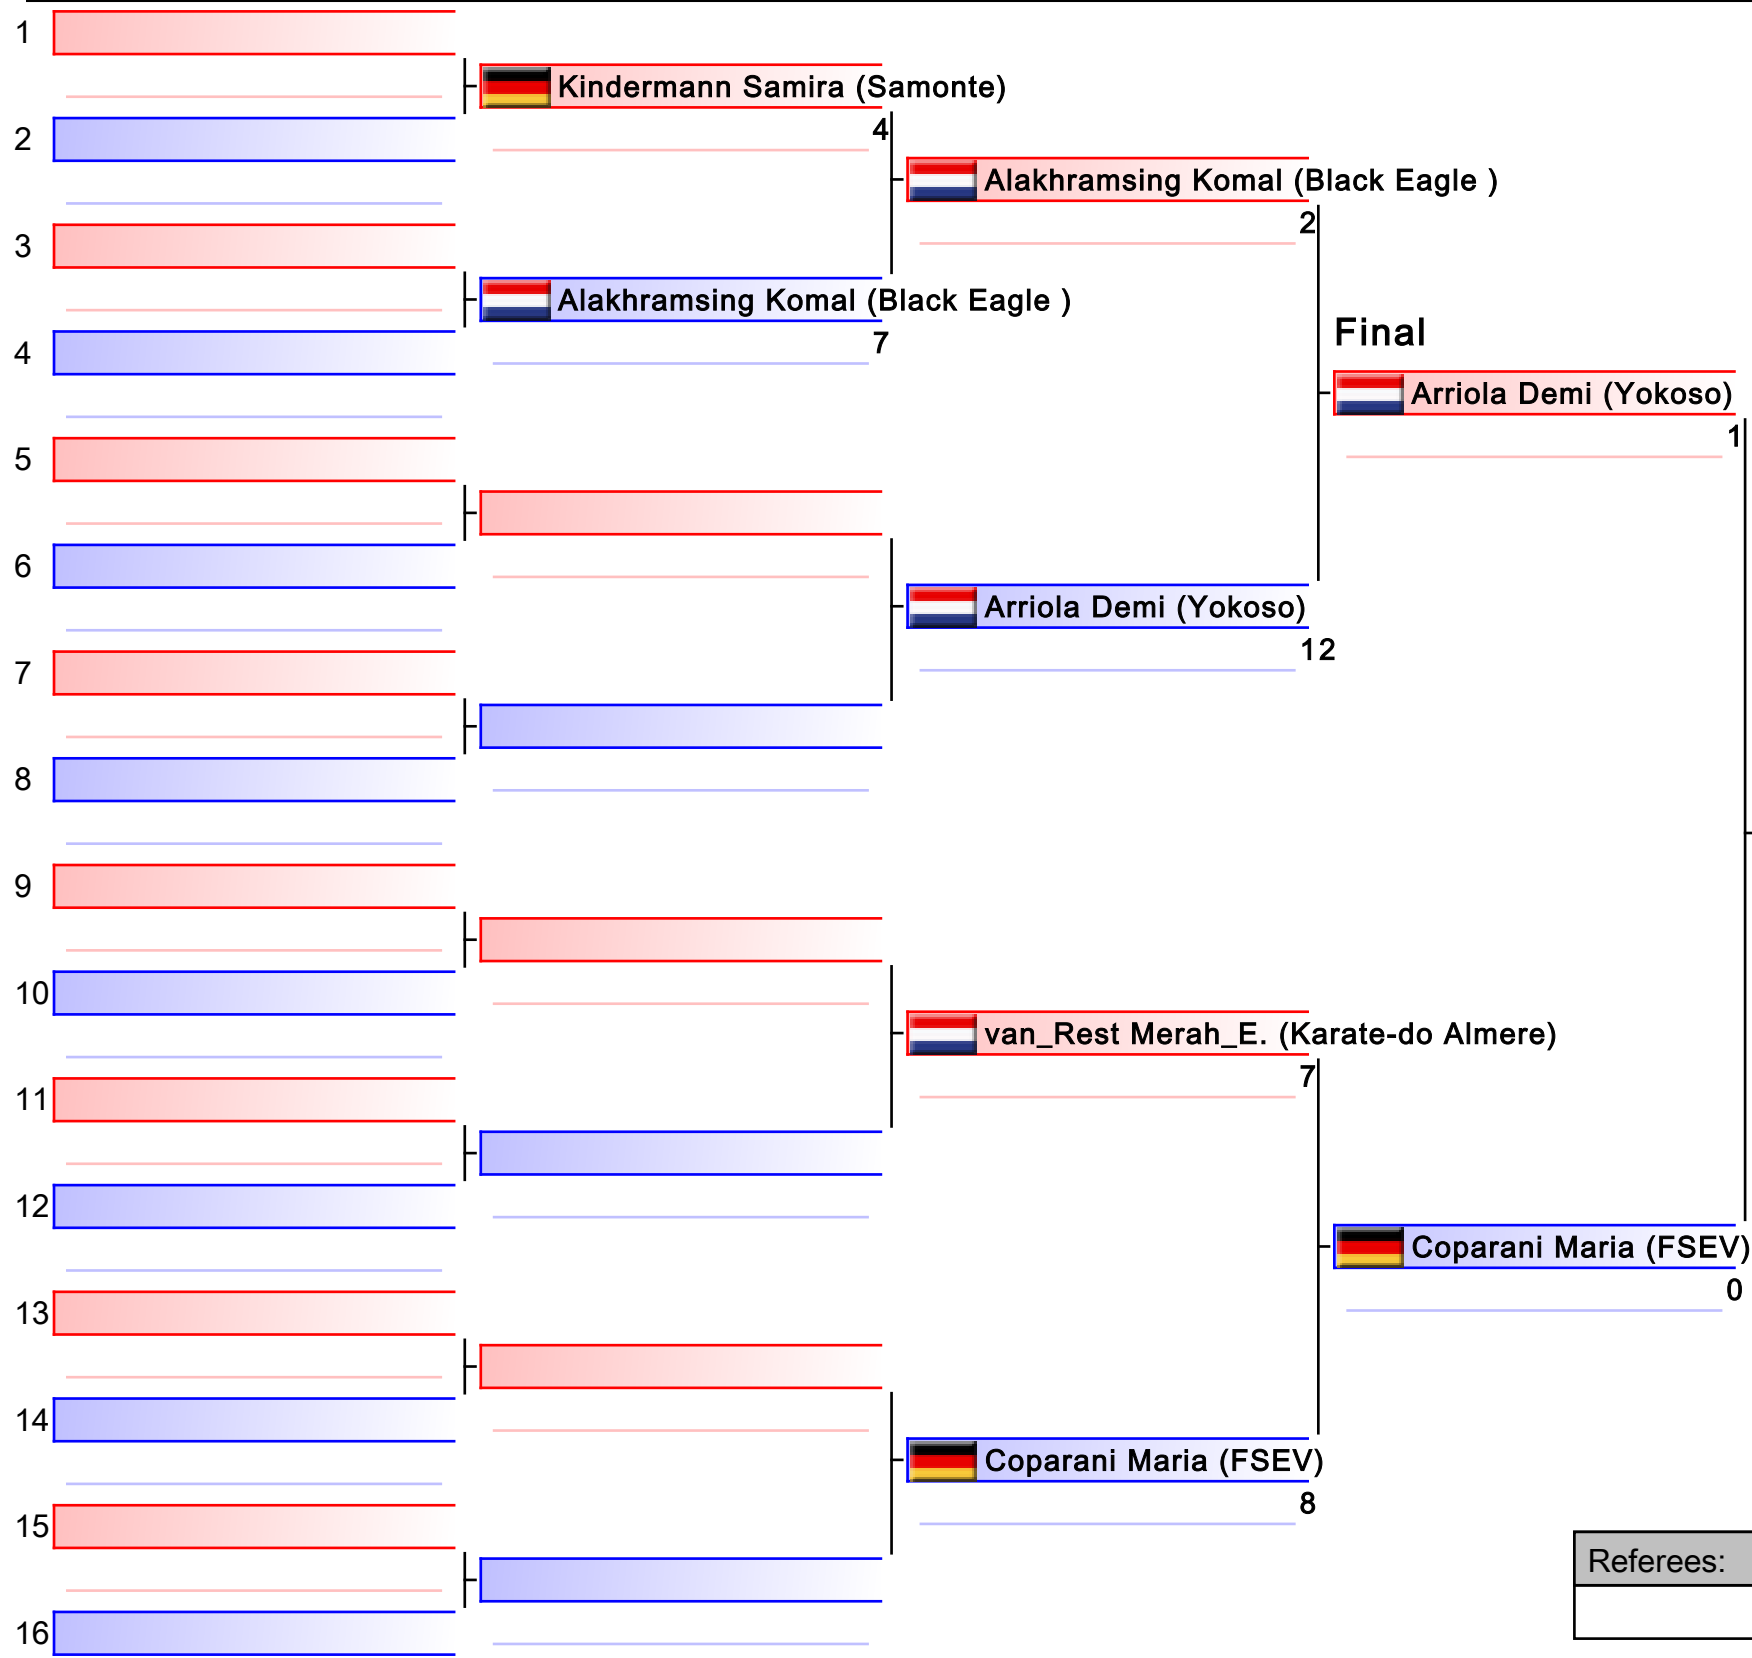 1
Kindermann Samira (Samonte)
4
2
Alakhramsing Komal (Black Eagle )
2
3
Alakhramsing Komal (Black Eagle )
7
4
Final
Arriola Demi (Yokoso)
1
5
6
Arriola Demi (Yokoso)
12
7
8
9
10
van_Rest Merah_E. (Karate-do Almere)
7
11
12
Coparani Maria (FSEV)
0
13
14
Coparani Maria (FSEV)
8
15
Referees:
16